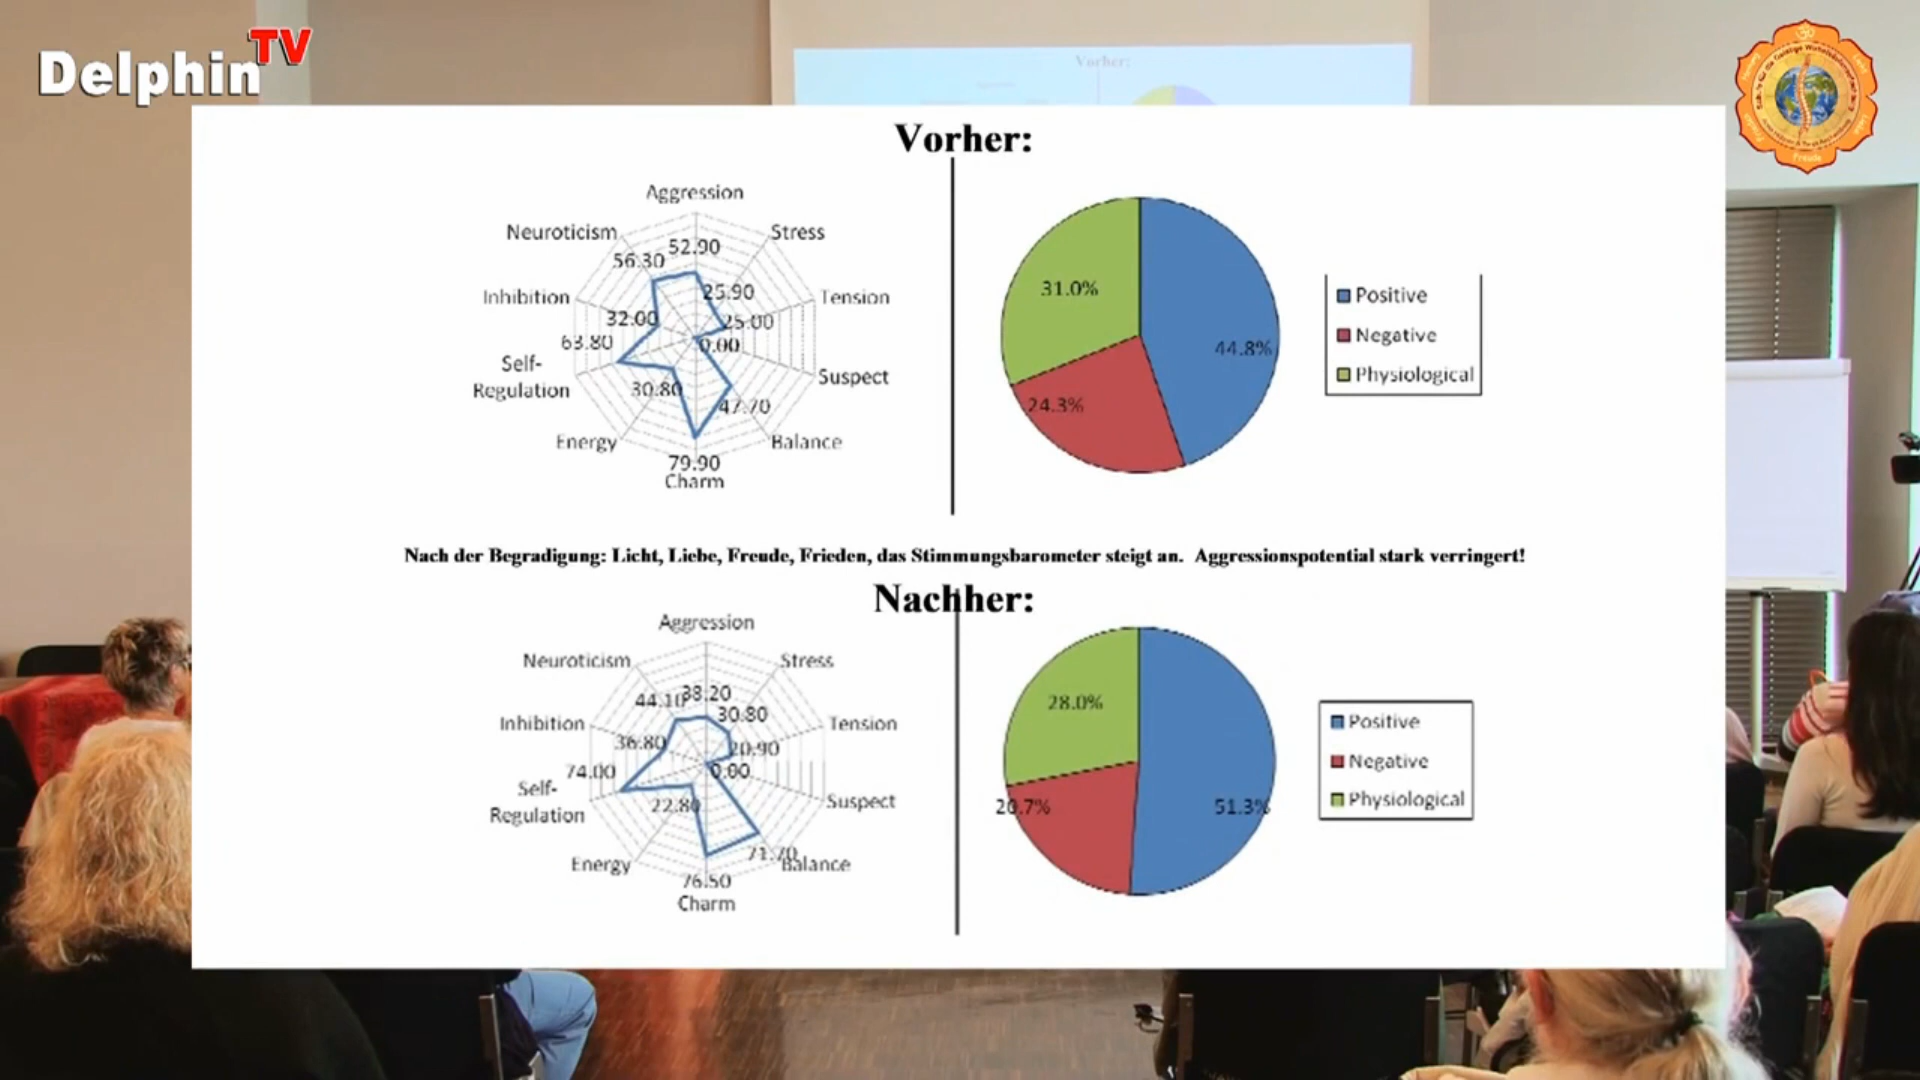 Delphin TV
Vorher:
Vorher:
Aggression
Neuroticism
Stress
52.90
56.30
25.90
Inhibition
Tension
32.00
25.00
63.80
0.00
Self-
Regulation
Suspect
30.80
47.70
Energy
Balance
79.90
Charm
31.0%
44.8%
24.3%
Positive
Negative
Physiological
Nach der Begradigung: Licht, Liebe, Freude, Frieden, das Stimmungsbarometer steigt an. Aggressionspotential stark verringert!
Nachher:
Aggression
Neuroticism
Stress
44.10
38.20
30.80
Inhibition
Tension
36.80
20.90
74.00
0.00
Self-
Regulation
Suspect
22.80
71.70
Energy
Balance
76.50
Charm
28.0%
20.7%
51.3%
Positive
Negative
Physiological
Freude